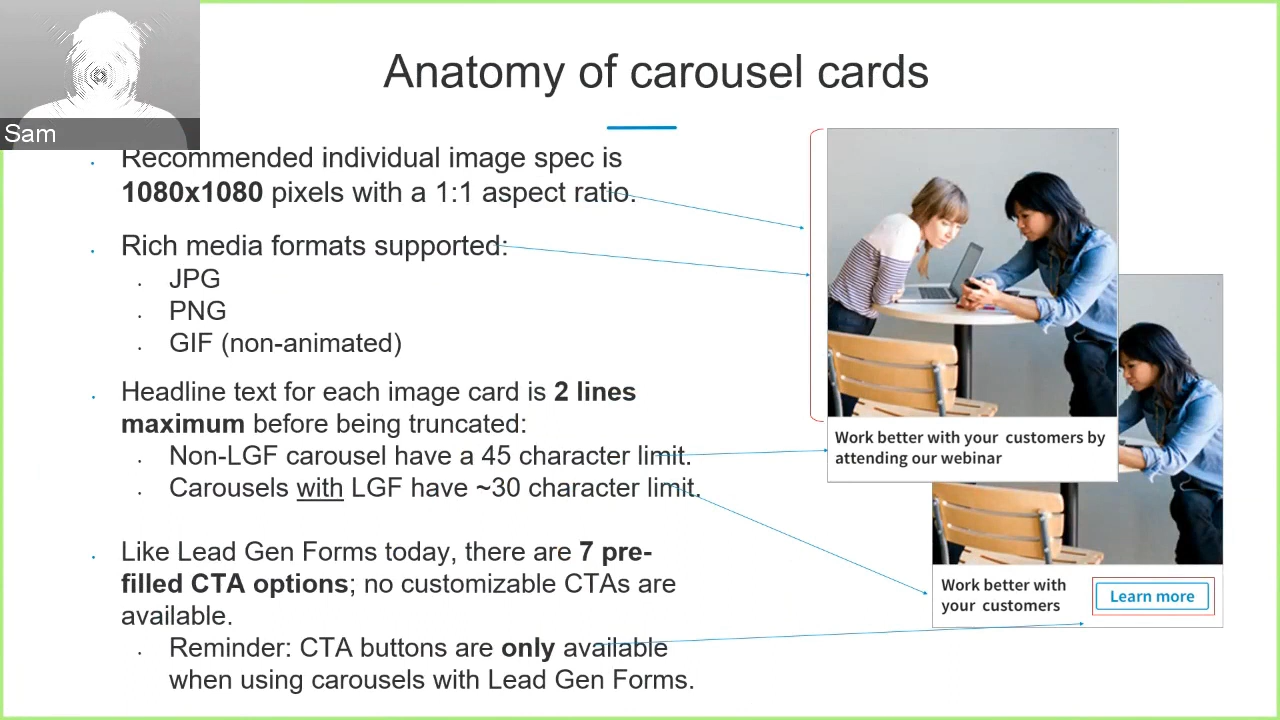 Anatomy of carousel cards
Sam
Recommended individual image spec is
1080x1080 pixels with a 1:1 aspect ratio.
Rich media formats supported:
JPG
PNG
GIF (non-animated)
Headline text for each image card is 2 lines
maximum before being truncated:
Non-LGF carousel have a 45 character limit.
Carousels with LGF have ~30 character limit.
Like Lead Gen Forms today, there are 7 pre-
filled CTA options; no customizable CTAs are
available.
Reminder: CTA buttons are only available
when using carousels with Lead Gen Forms.
Work better with your customers by
attending our webinar
Work better with
your customers
Learn more